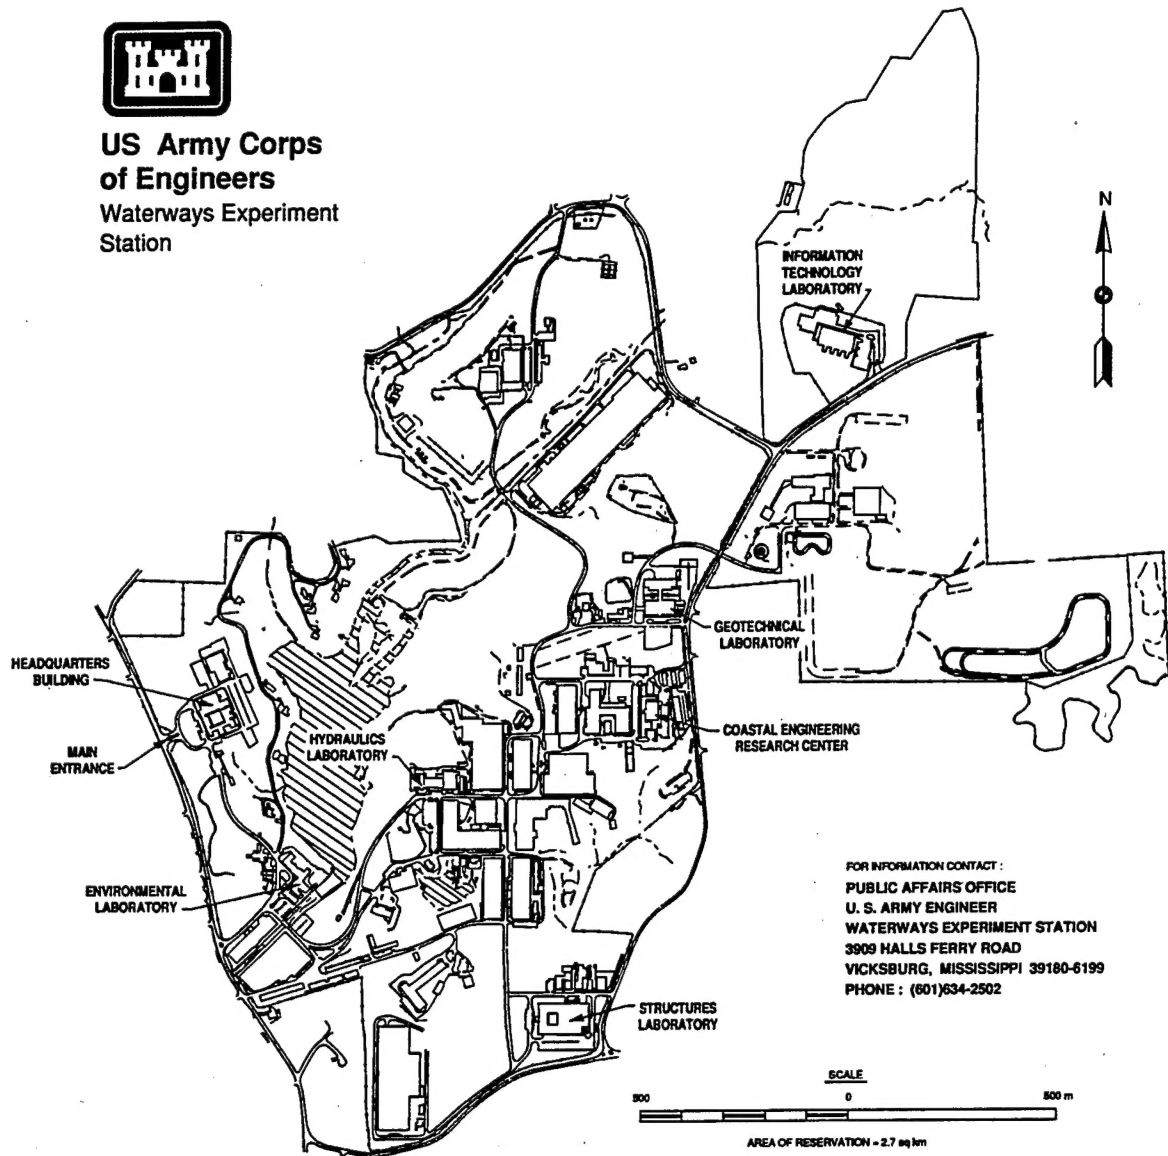 US Army Corps
of Engineers
Waterways Experiment
Station
N
INFORMATION
TECHNOLOGY
LABORATORY
GEOTECHNICAL
LABORATORY
HEADQUARTERS
BUILDING
MAIN
ENTRANCE
HYDRAULICS
LABORATORY
COASTAL ENGINEERING
RESEARCH CENTER
ENVIRONMENTAL
LABORATORY
STRUCTURES
LABORATORY
FOR INFORMATION CONTACT :
PUBLIC AFFAIRS OFFICE
U. S. ARMY ENGINEER
WATERWAYS EXPERIMENT STATION
3909 HALLS FERRY ROAD
VICKSBURG, MISSISSIPPI 39180-6199
PHONE : (601)634-2502
SCALE
500 0 500 m
AREA OF RESERVATION = 2.7 sq km